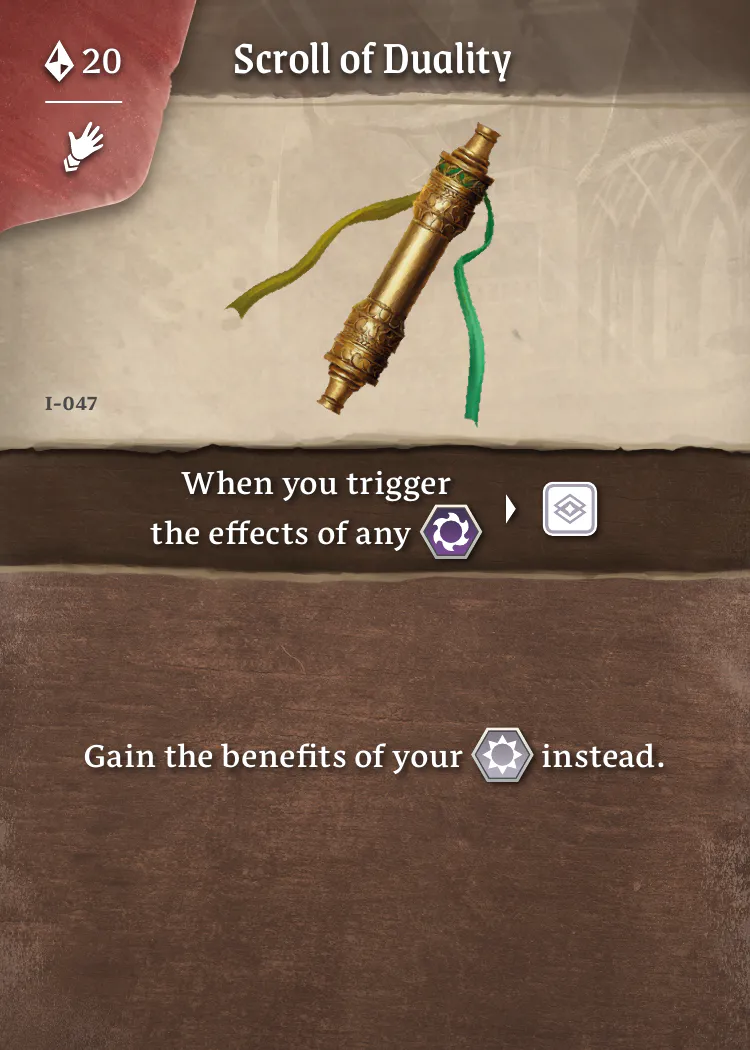 20
Scroll of Duality
I-047
When you trigger
the effects of any
Gain the benefits of your instead.